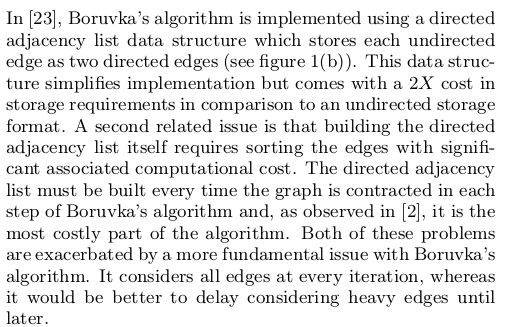 In [23], Boruvka's algorithm is implemented using a directed
adjacency list data structure which stores each undirected
edge as two directed edges (see figure 1(b)). This data struc-
ture simplifies implementation but comes with a 2X cost in
storage requirements in comparison to an undirected storage
format. A second related issue is that building the directed
adjacency list itself requires sorting the edges with signifi-
cant associated computational cost. The directed adjacency
list must be built every time the graph is contracted in each
step of Boruvka's algorithm and, as observed in [2], it is the
most costly part of the algorithm. Both of these problems
are exacerbated by a more fundamental issue with Boruvka's
algorithm. It considers all edges at every iteration, whereas
it would be better to delay considering heavy edges until
later.